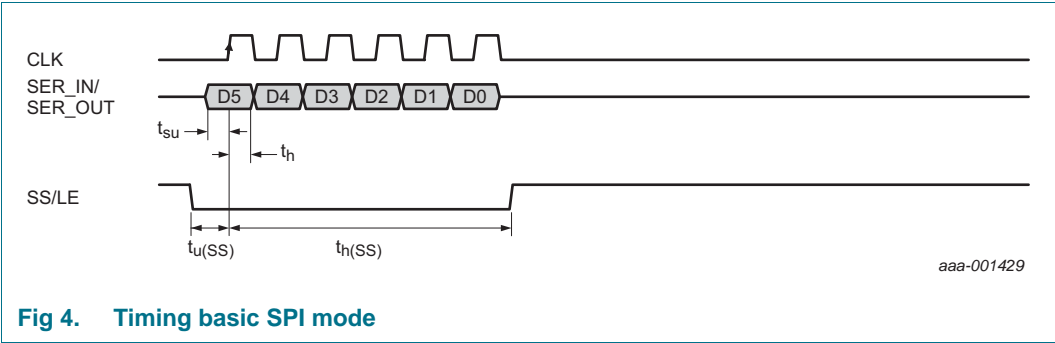 CLK
SER_IN/
SER_OUT
D5 D4 D3 D2 D1 D0
tsu
th
SS/LE
tu(SS) th(SS)
aaa-001429
Fig 4. Timing basic SPI mode